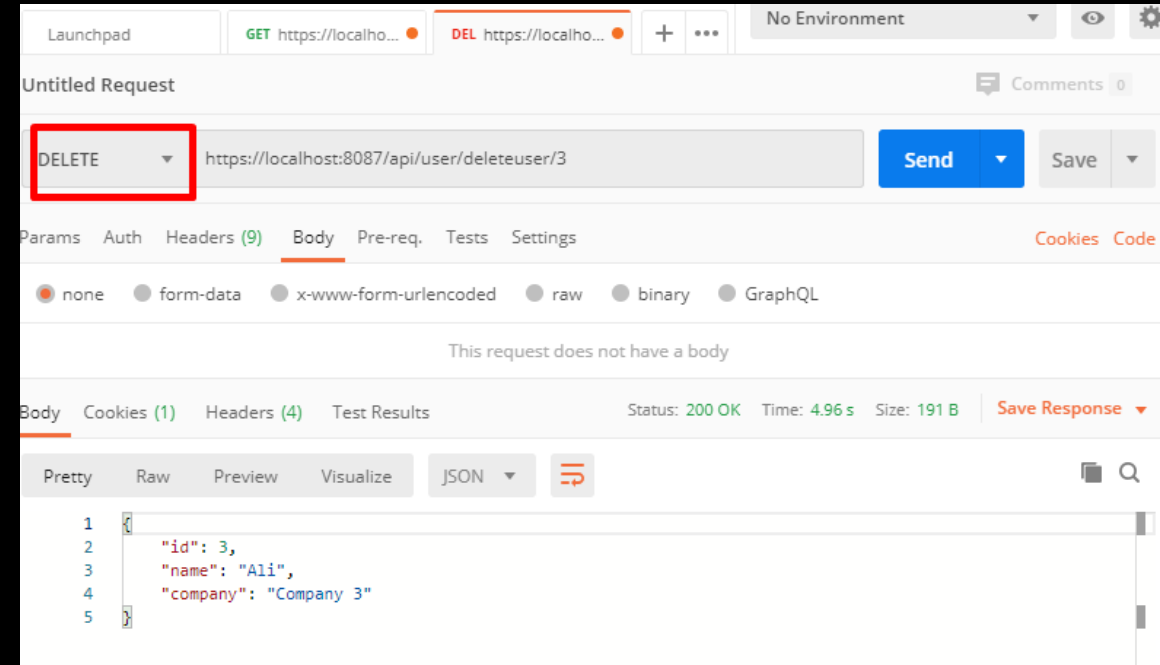 Launchpad GET https://localho... DEL https://localho... + ••• No Environment
Untitled Request Comments 0
DELETE https://localhost:8087/api/user/deleteuser/3 Send Save
Params Auth Headers (9) Body Pre-req. Tests Settings Cookies Code
none form-data x-www-form-urlencoded raw binary GraphQL
This request does not have a body
Body Cookies (1) Headers (4) Test Results Status: 200 OK Time: 4.96 s Size: 191 B Save Response
Pretty Raw Preview Visualize JSON
1 {
2 "id": 3,
3 "name": "Ali",
4 "company": "Company 3"
5 }